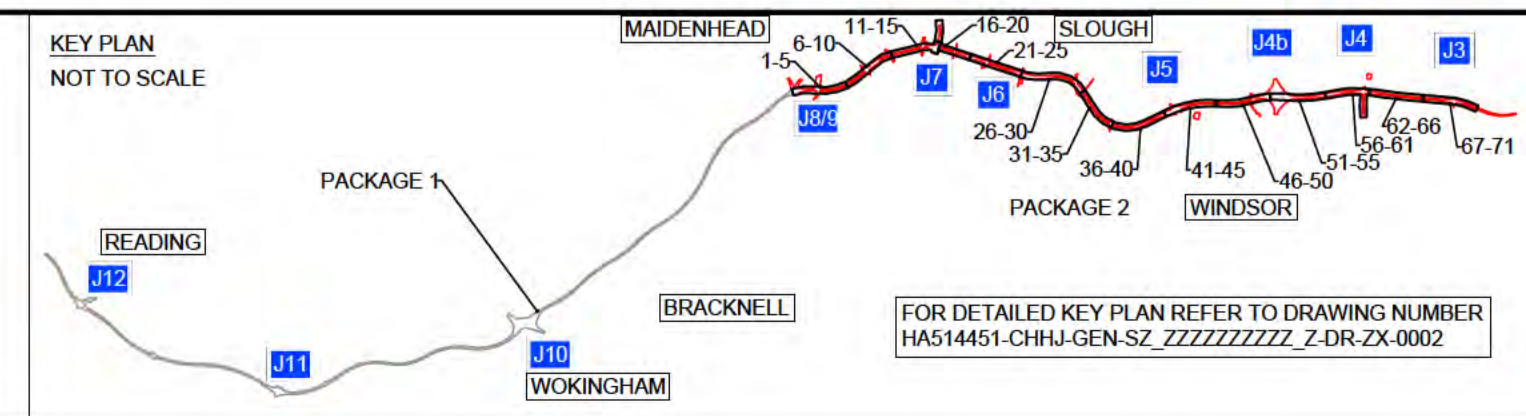 KEY PLAN
NOT TO SCALE
MAIDENHEAD
SLOUGH
1-5
6-10
11-15
16-20
21-25
J8/9
J7
J6
J5
J4b
J4
J3
26-30
31-35
36-40
41-45
46-50
51-55
56-61
62-66
67-71
PACKAGE 1
PACKAGE 2
WINDSOR
READING
J12
J11
J10
WOKINGHAM
BRACKNELL
FOR DETAILED KEY PLAN REFER TO DRAWING NUMBER
HA514451-CHHJ-GEN-SZ_ZZZZZZZZZZ_Z-DR-ZX-0002